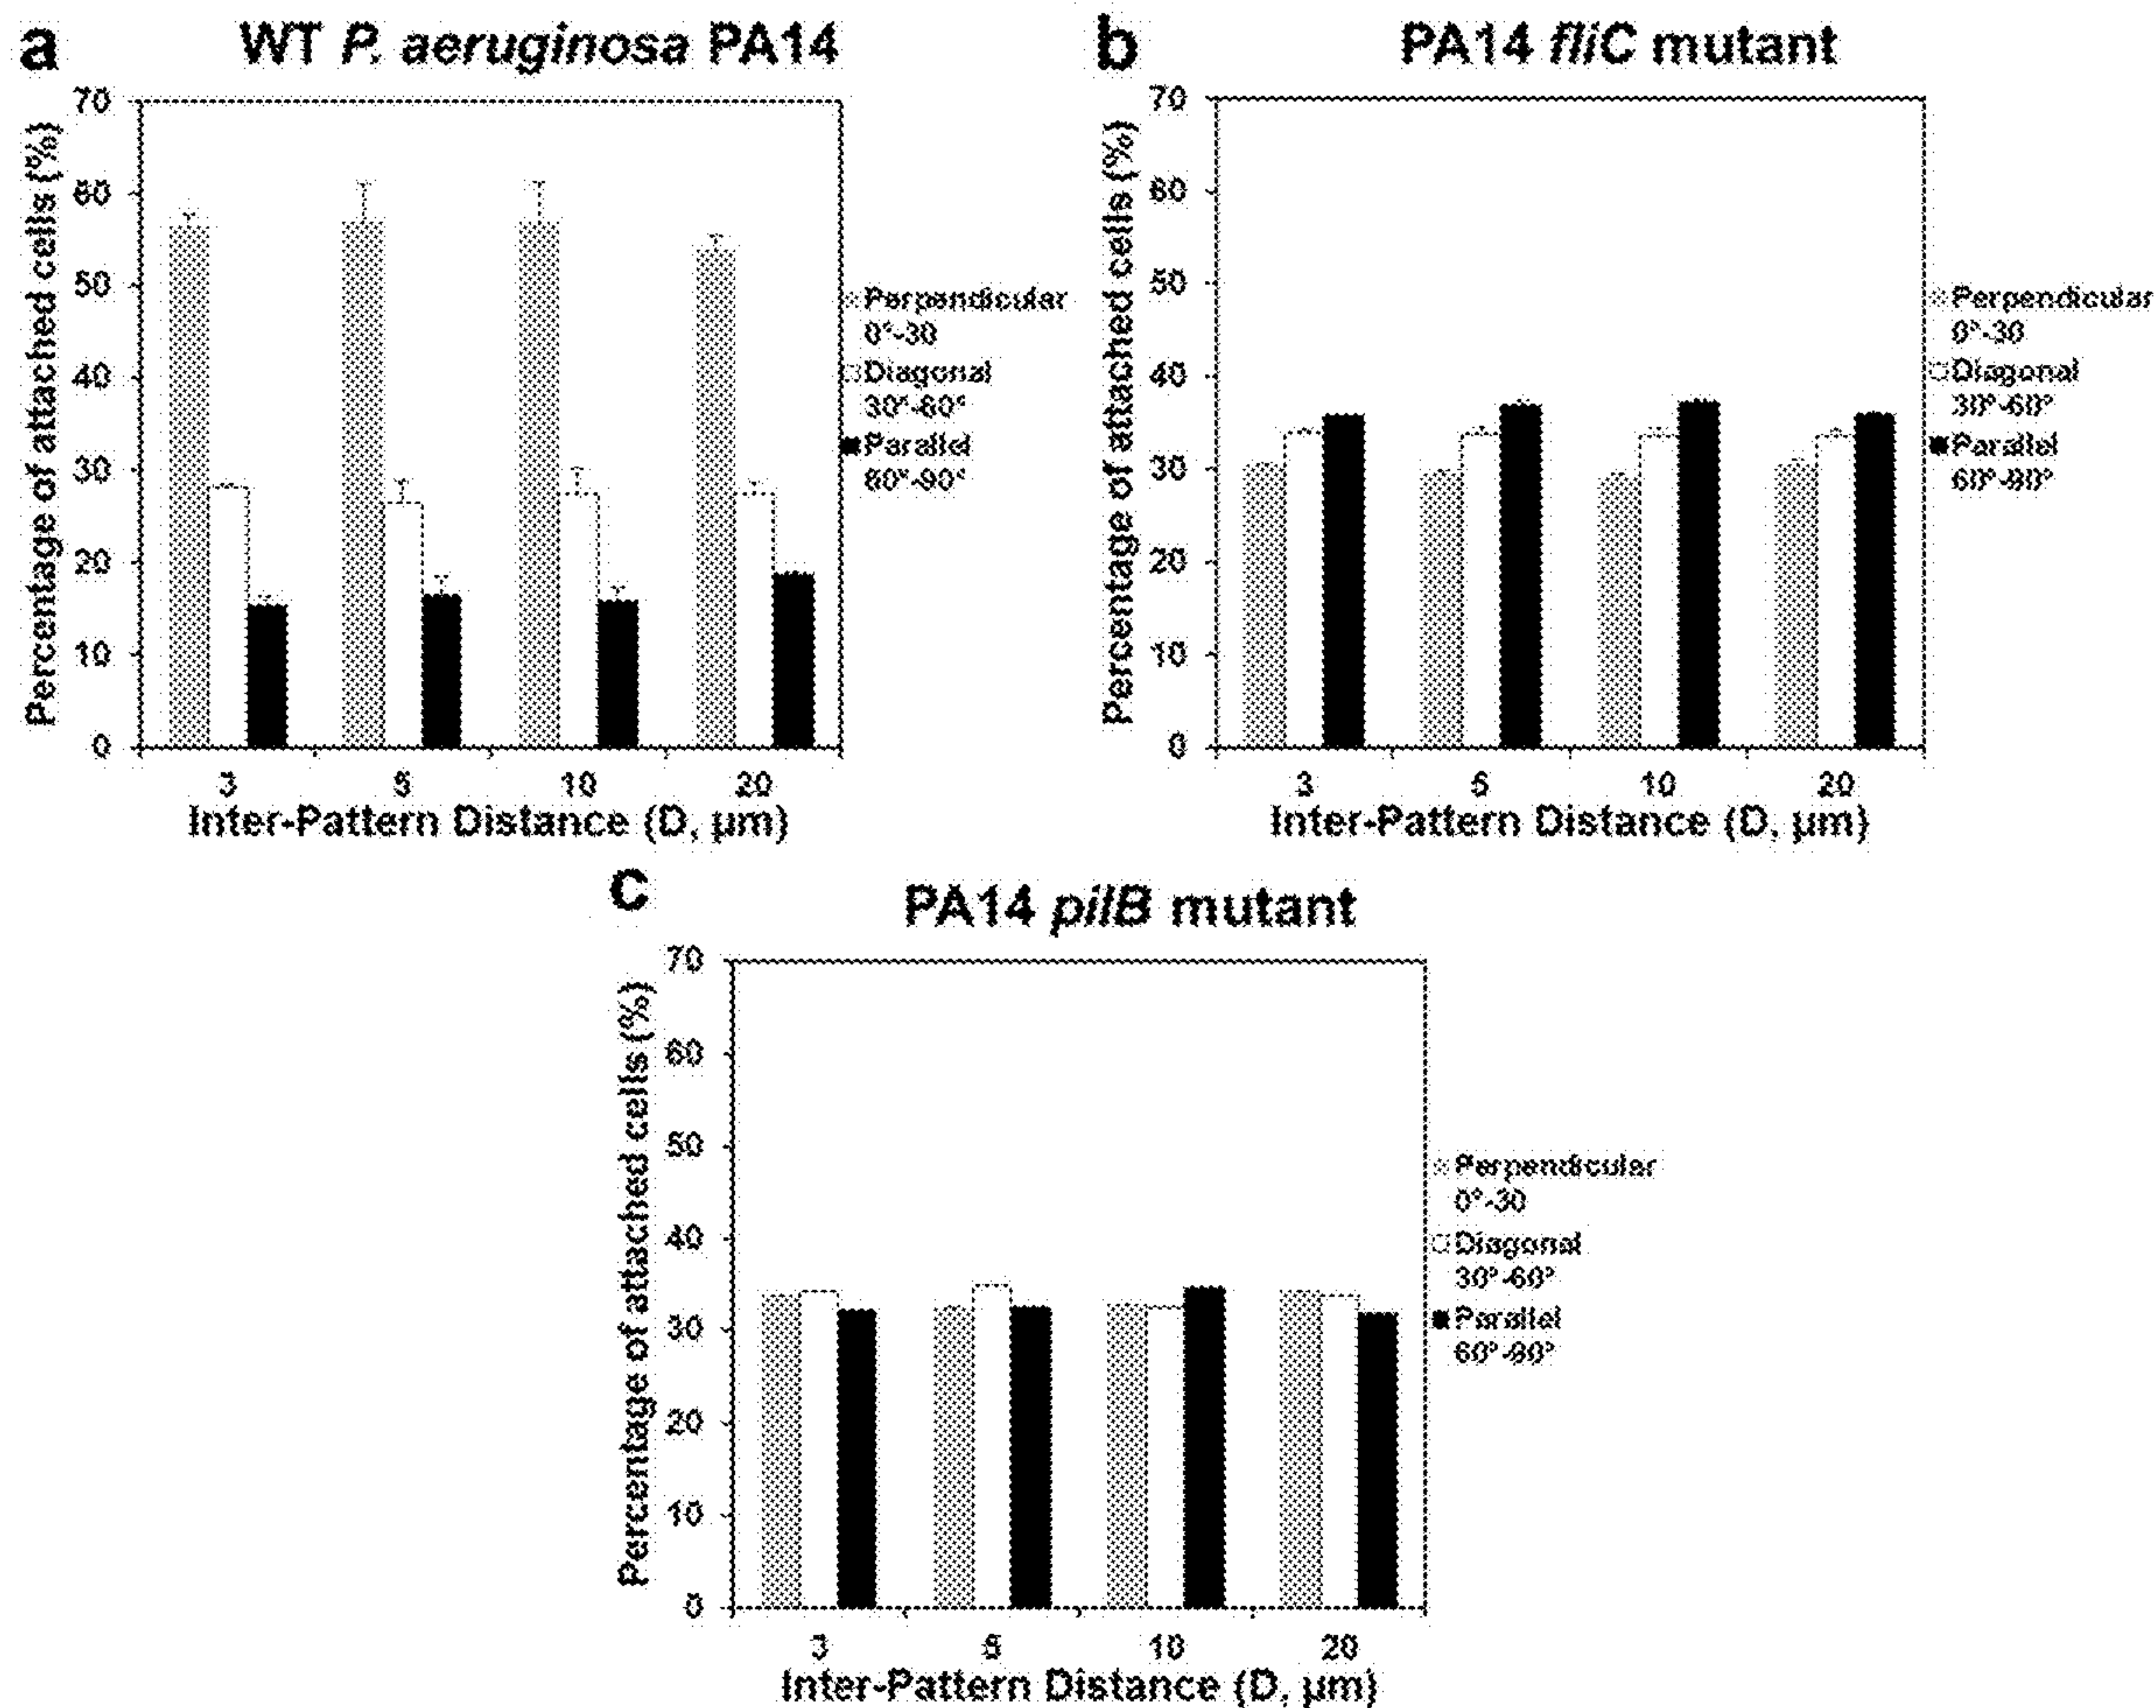 a
WT P. aeruginosa PA14
Percentage of attached cells (%)
70
60
50
40
30
20
10
0
3
5
10
20
Inter-Pattern Distance (D, µm)
Perpendicular
0°-30
Diagonal
30°-60°
Parallel
60°-90°
b
PA14 fliC mutant
Percentage of attached cells (%)
70
60
50
40
30
20
10
0
3
5
10
20
Inter-Pattern Distance (D, µm)
Perpendicular
0°-30
Diagonal
30°-60°
Parallel
60°-90°
c
PA14 pilB mutant
Percentage of attached cells (%)
70
60
50
40
30
20
10
0
3
5
10
20
Inter-Pattern Distance (D, µm)
Perpendicular
0°-30
Diagonal
30°-60°
Parallel
60°-90°